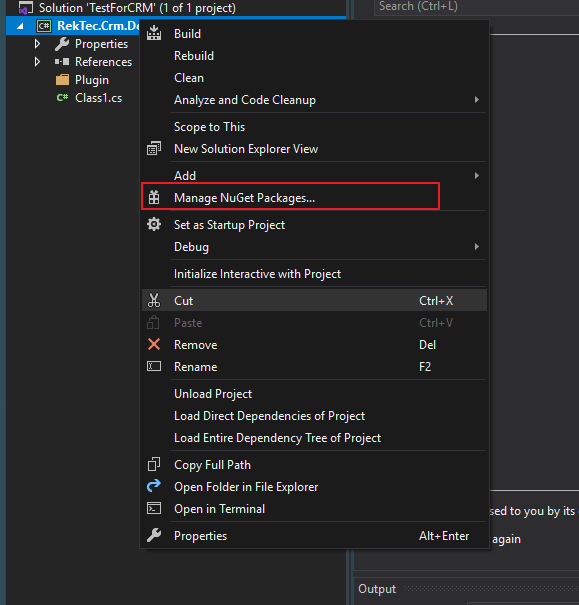 Solution 'TestForCRM' (1 of 1 project)
Search (Ctrl+L)
C# RekTec.Crm.De
Properties
References
Plugin
C# Class1.cs
Build
Rebuild
Clean
Analyze and Code Cleanup
Scope to This
New Solution Explorer View
Add
Manage NuGet Packages...
Set as Startup Project
Debug
Initialize Interactive with Project
Cut Ctrl+X
Paste Ctrl+V
Remove Del
Rename F2
Unload Project
Load Direct Dependencies of Project
Load Entire Dependency Tree of Project
Copy Full Path
Open Folder in File Explorer
Open in Terminal
Properties Alt+Enter
sed to you by its
again
Output